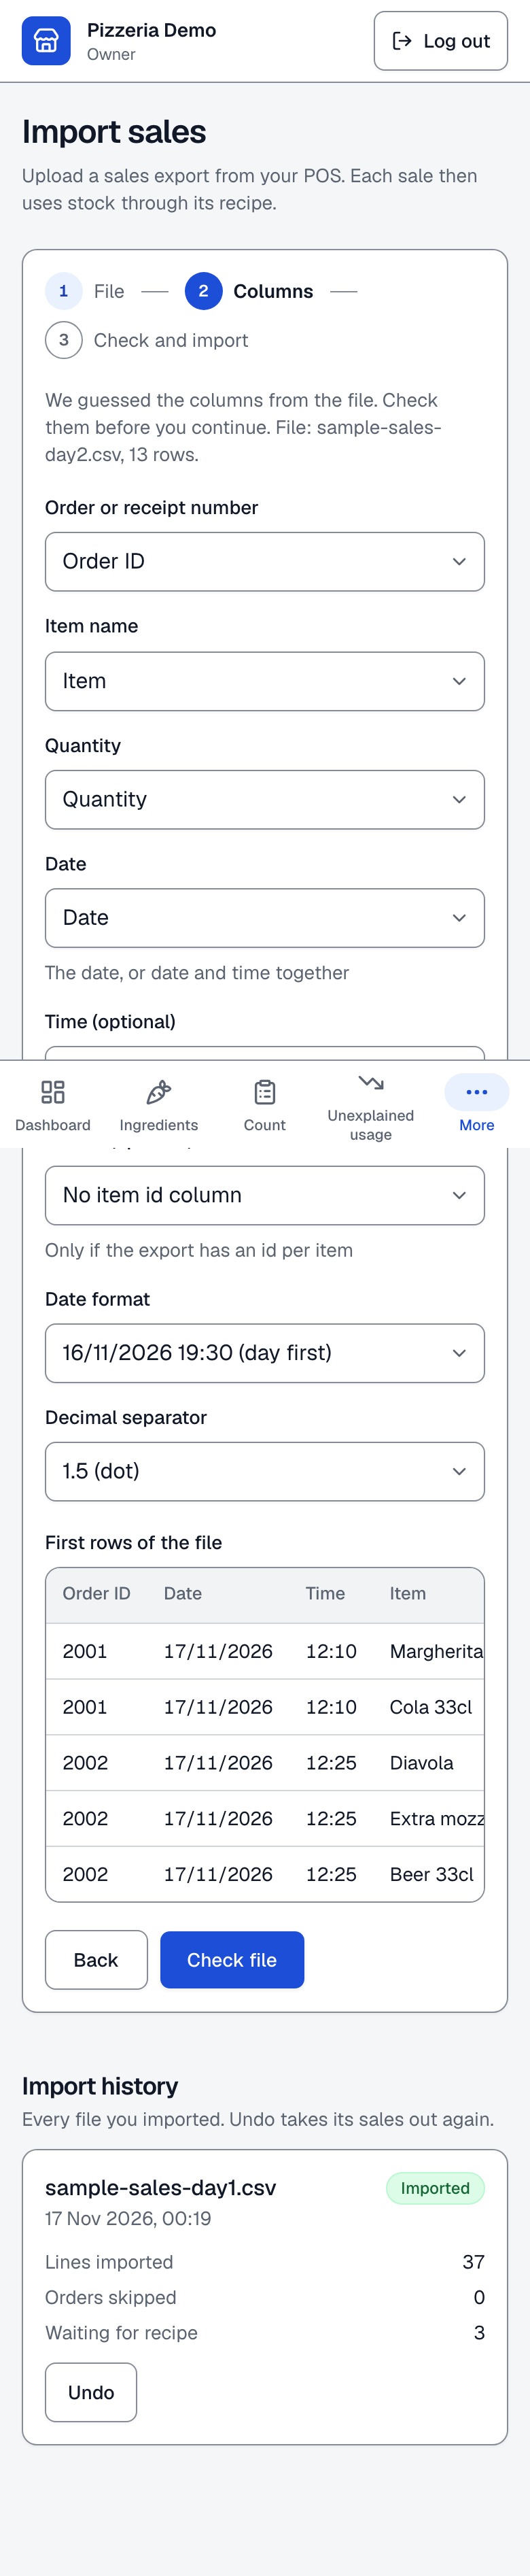 Pizzeria Demo
Owner
Log out
Import sales
Upload a sales export from your POS. Each sale then
uses stock through its recipe.
1 File
2 Columns
3 Check and import
We guessed the columns from the file. Check
them before you continue. File: sample-sales-
day2.csv, 13 rows.
Order or receipt number
Order ID
Item name
Item
Quantity
Quantity
Date
Date
The date, or date and time together
Time (optional)
Dashboard
Ingredients
Count
Unexplained
usage
More
No item id column
Only if the export has an id per item
Date format
16/11/2026 19:30 (day first)
Decimal separator
1.5 (dot)
First rows of the file
Order ID Date Time Item
2001 17/11/2026 12:10 Margherita
2001 17/11/2026 12:10 Cola 33cl
2002 17/11/2026 12:25 Diavola
2002 17/11/2026 12:25 Extra mozz
2002 17/11/2026 12:25 Beer 33cl
Back
Check file
Import history
Every file you imported. Undo takes its sales out again.
sample-sales-day1.csv
Imported
17 Nov 2026, 00:19
Lines imported 37
Orders skipped 0
Waiting for recipe 3
Undo